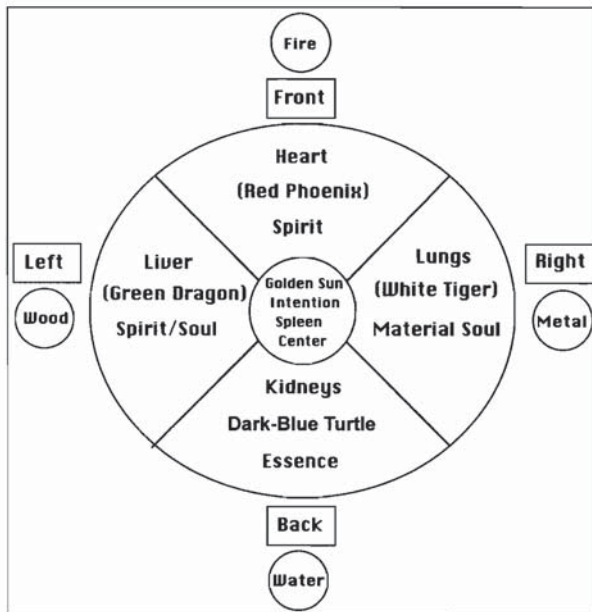 Fire
Front
Heart
(Red Phoenix)
Spirit
Left
Wood
Liver
(Green Dragon)
Spirit/Soul
Golden Sun
Intention
Spleen
Center
Lungs
(White Tiger)
Material Soul
Right
Metal
Kidneys
Dark-Blue Turtle
Essence
Back
Water